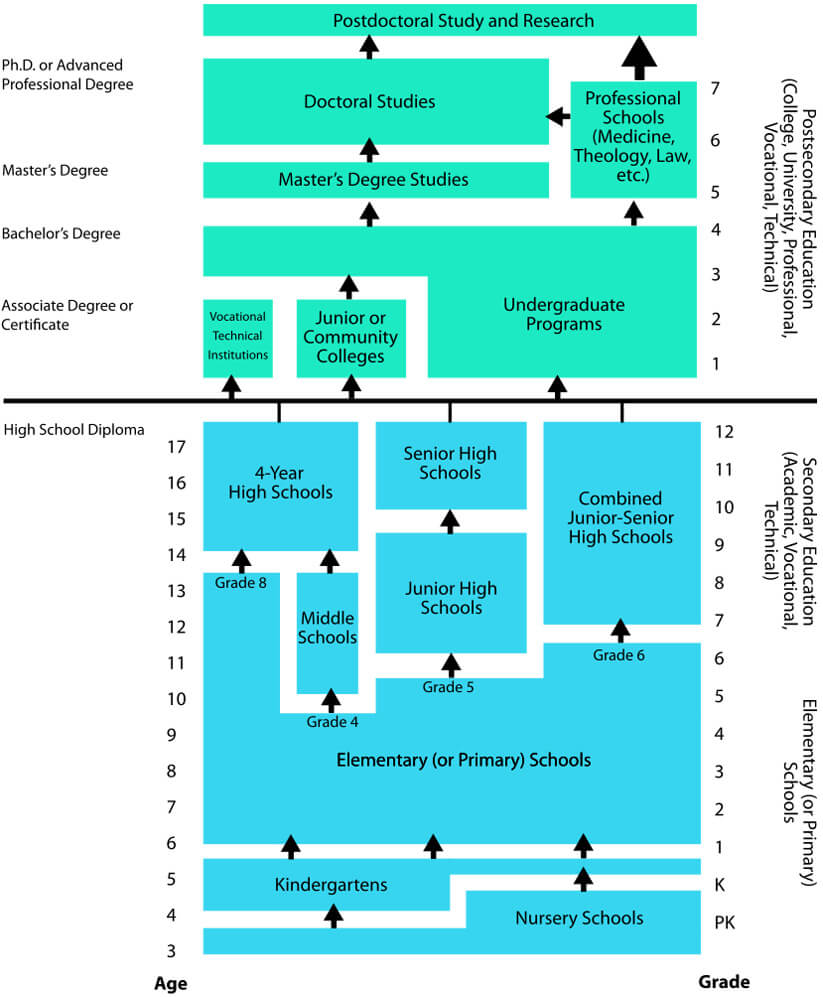 Postdoctoral Study and Research
Ph.D. or Advanced
Professional Degree
Doctoral Studies
Professional
Schools
(Medicine,
Theology, Law,
etc.)
7
6
5
Master’s Degree
Master’s Degree Studies
Bachelor’s Degree
4
3
2
1
Associate Degree or
Certificate
Vocational
Technical
Institutions
Junior or
Community
Colleges
Undergraduate
Programs
Postsecondary Education
(College, University, Professional,
Vocational, Technical)
High School Diploma
17
16
15
14
13
12
11
10
9
8
7
6
5
4
3
Age
4-Year
High Schools
Senior High
Schools
Combined
Junior-Senior
High Schools
Grade 8
Middle
Schools
Junior High
Schools
Grade 6
Grade 5
Grade 4
Elementary (or Primary) Schools
Kindergartens
Nursery Schools
12
11
10
9
8
7
6
5
4
3
2
1
K
PK
Grade
Secondary Education
(Academic, Vocational,
Technical)
Elementary (or Primary)
Schools